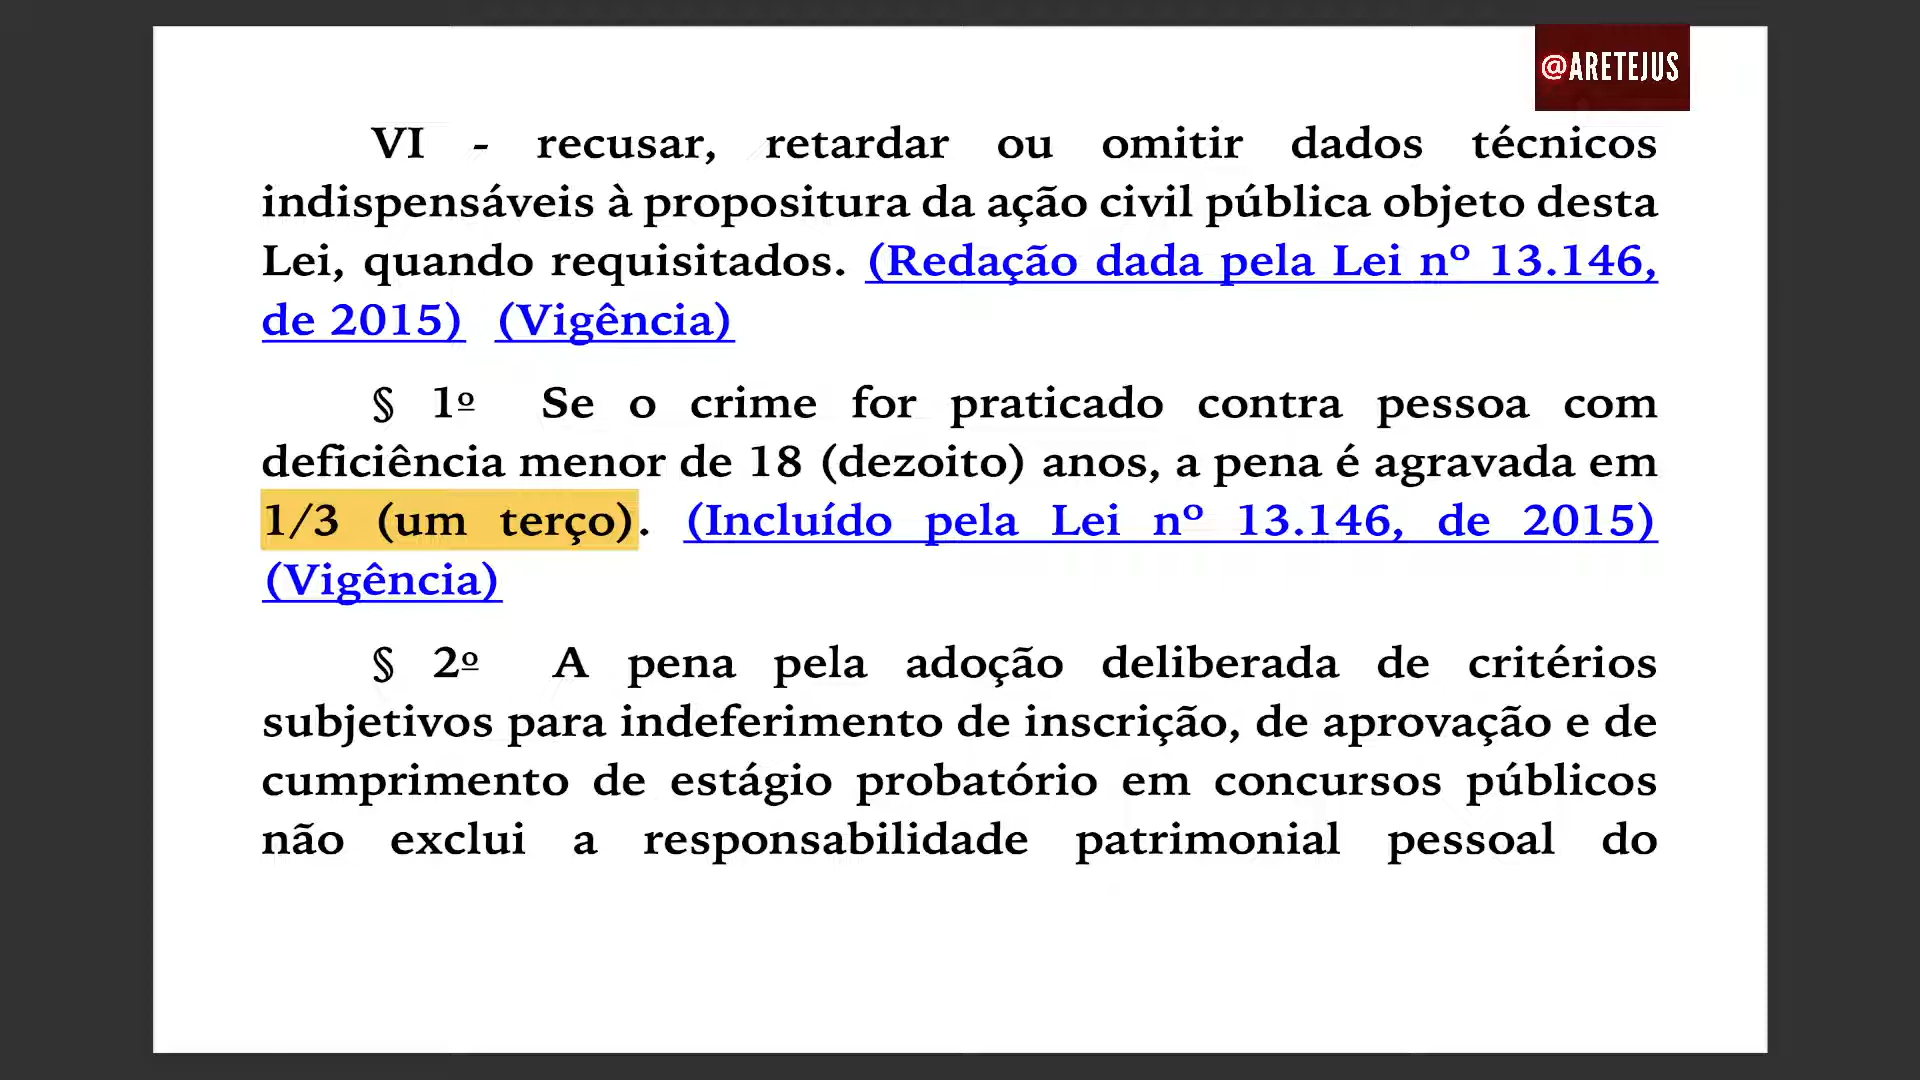 @ARETEJUS
VI - recusar, retardar ou omitir dados técnicos
indispensáveis à propositura da ação civil pública objeto desta
Lei, quando requisitados. (Redação dada pela Lei nº 13.146,
de 2015) (Vigência)
§ 1º Se o crime for praticado contra pessoa com
deficiência menor de 18 (dezoito) anos, a pena é agravada em
1/3 (um terço). (Incluído pela Lei nº 13.146, de 2015)
(Vigência)
§ 2º A pena pela adoção deliberada de critérios
subjetivos para indeferimento de inscrição, de aprovação e de
cumprimento de estágio probatório em concursos públicos
não exclui a responsabilidade patrimonial pessoal do